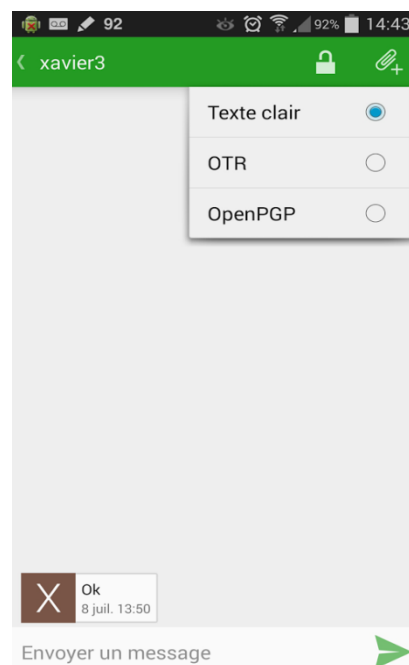 92 92% 14:43
xavier3
Texte clair
OTR
OpenPGP
X
Ok
8 juil. 13:50
Envoyer un message